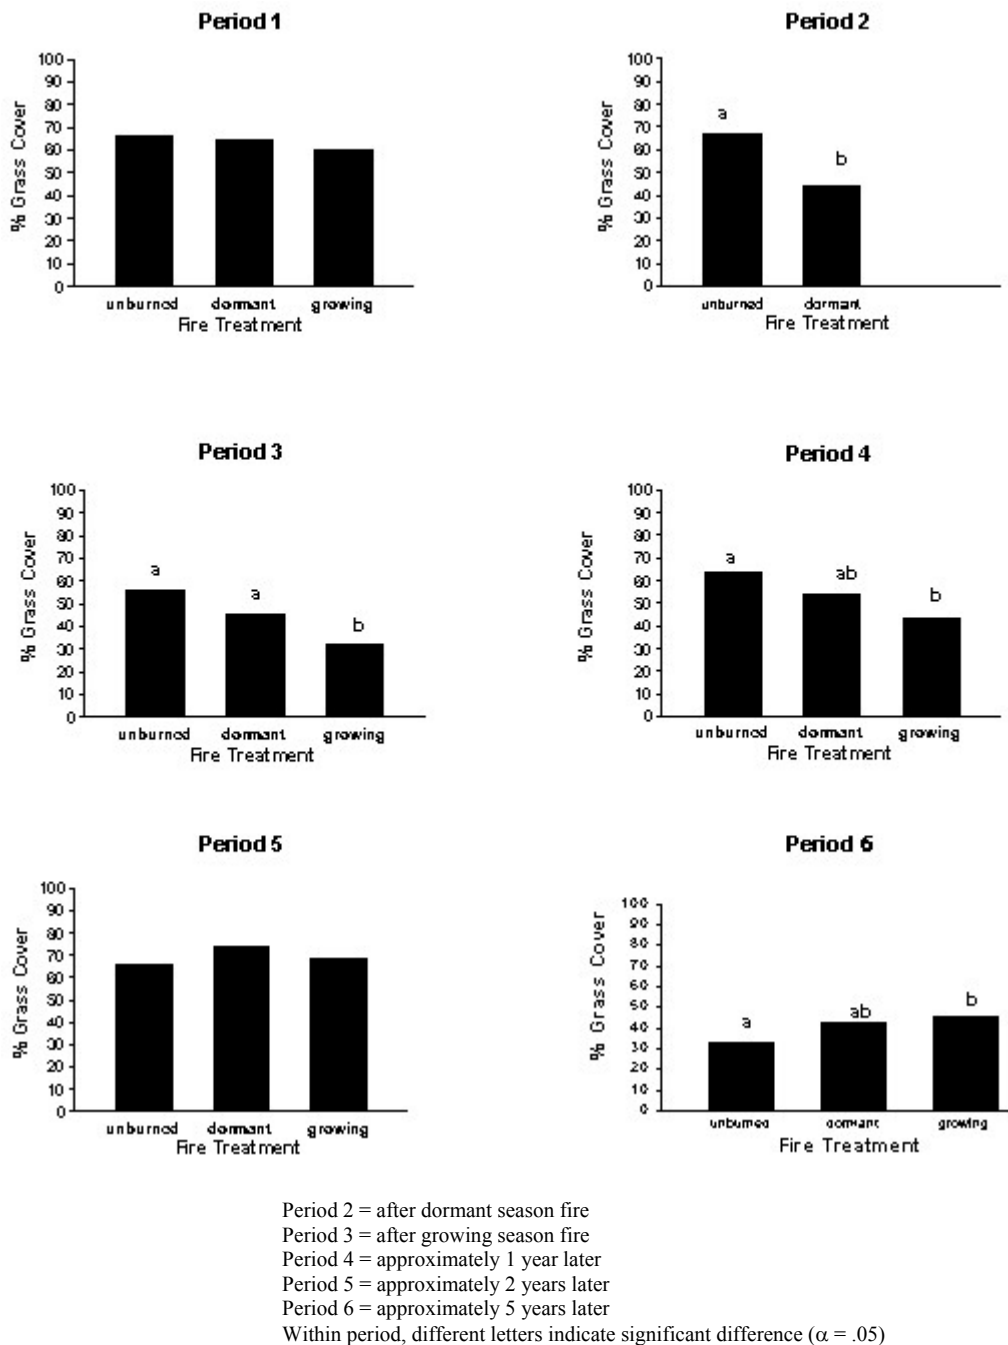 Period 1
100
90
80
70
60
50
40
30
20
10
0
% Grass Cover
unburned dormant growing
Fire Treatment
Period 2
100
90
80
70
60
50
40
30
20
10
0
% Grass Cover
a
b
unburned dormant
Fire Treatment
Period 3
100
90
80
70
60
50
40
30
20
10
0
% Grass Cover
a
a
b
unburned dormant growing
Fire Treatment
Period 4
100
90
80
70
60
50
40
30
20
10
0
% Grass Cover
a
ab
b
unburned dormant growing
Fire Treatment
Period 5
100
90
80
70
60
50
40
30
20
10
0
% Grass Cover
unburned dormant growing
Fire Treatment
Period 6
100
90
80
70
60
50
40
30
20
10
0
% Grass Cover
a
ab
b
unburned dormant growing
Fire Treatment
Period 2 = after dormant season fire
Period 3 = after growing season fire
Period 4 = approximately 1 year later
Period 5 = approximately 2 years later
Period 6 = approximately 5 years later
Within period, different letters indicate significant difference (α = .05)